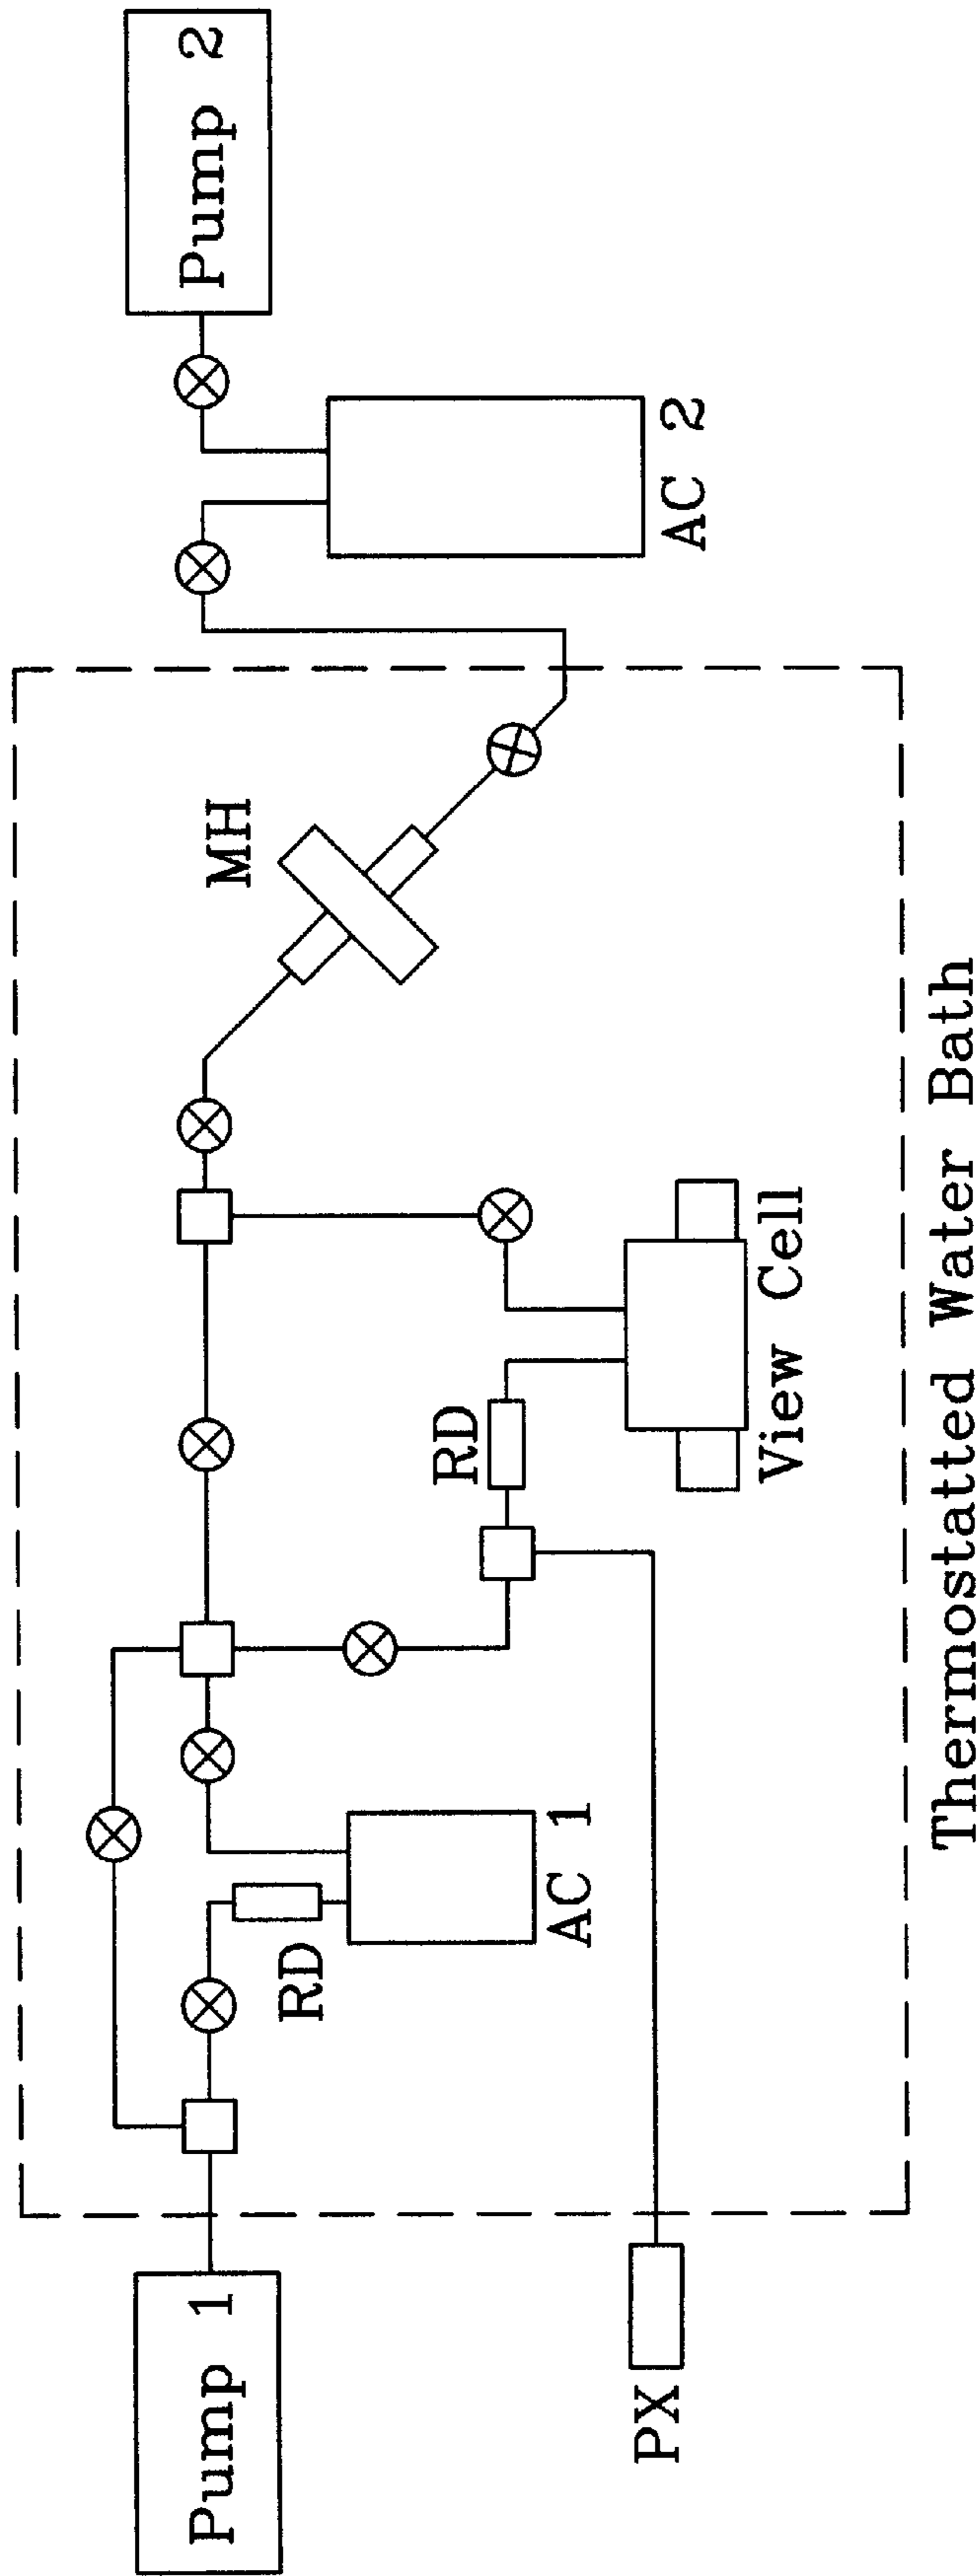 Pump 1
PX
RD
AC 1
RD
View Cell
MH
AC 2
Pump 2
Thermostatted Water Bath